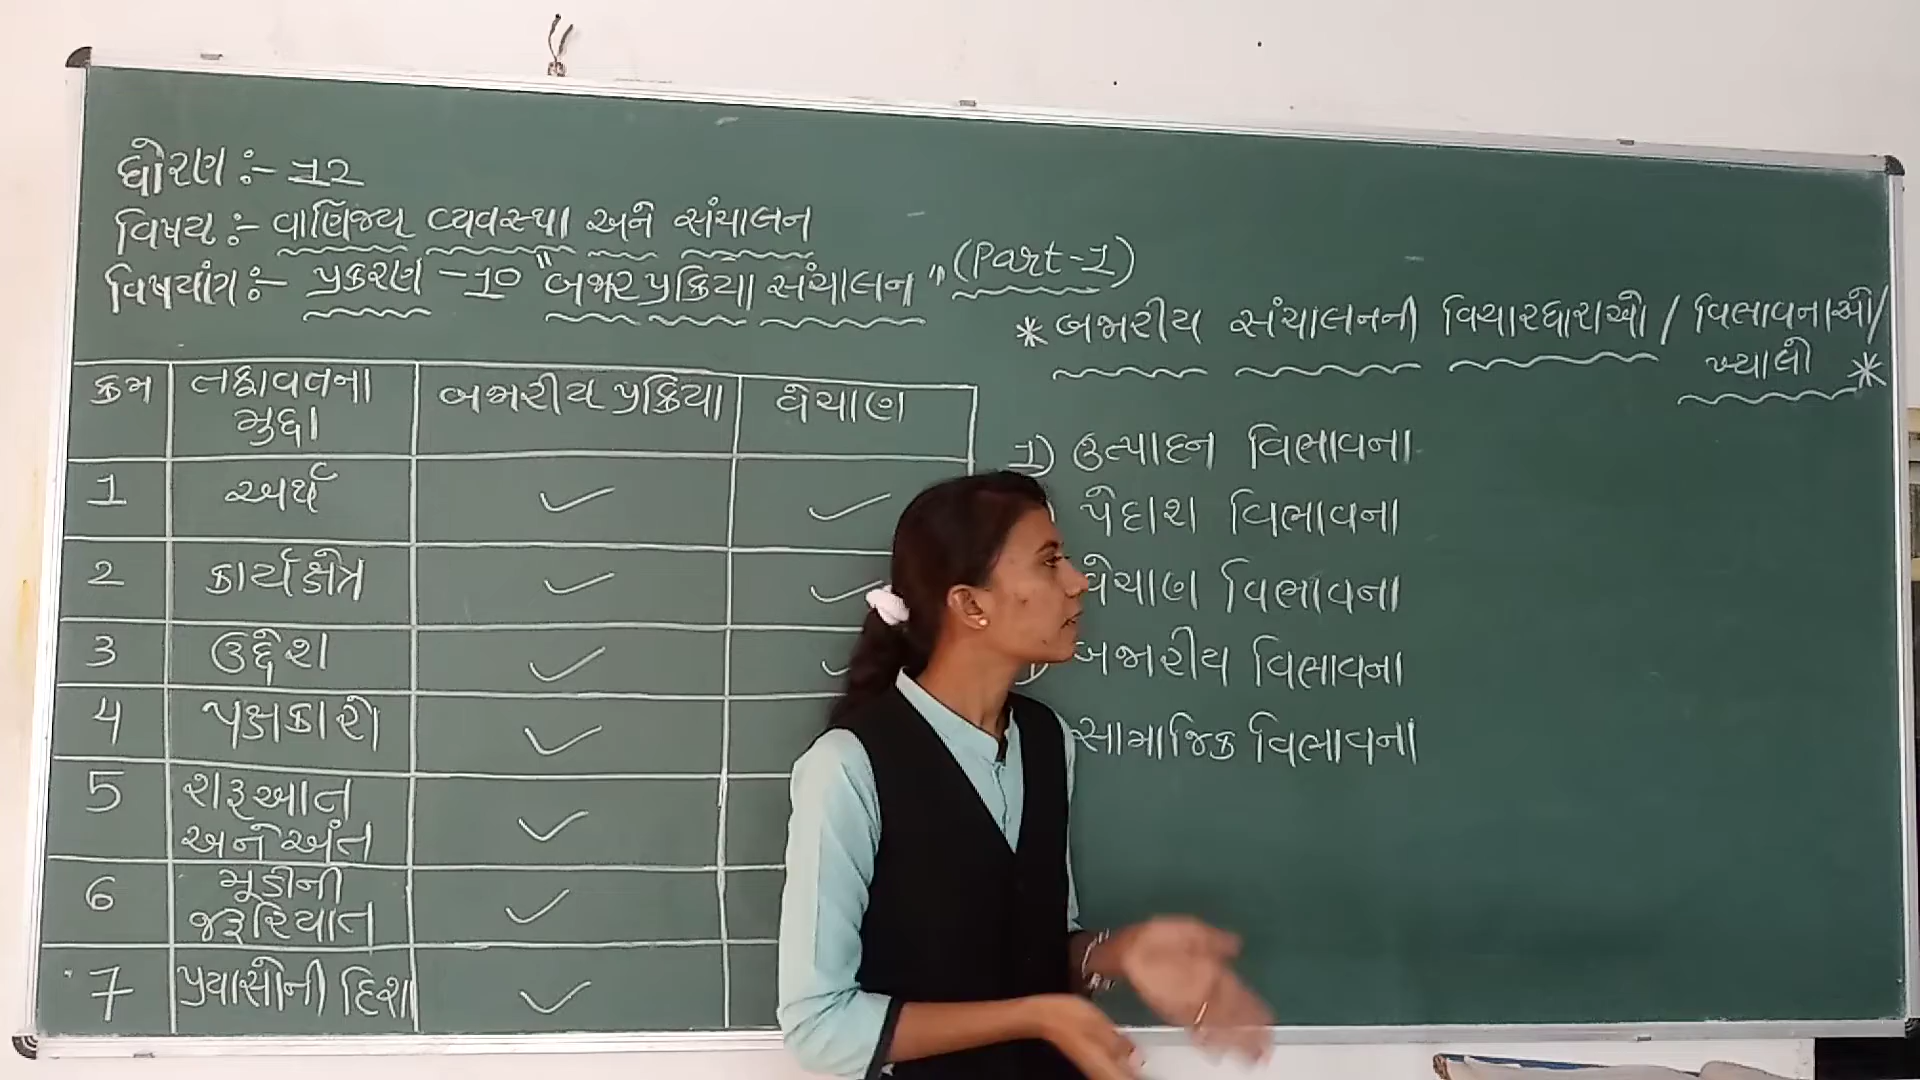 ધોરણ :- 12
વિષય :- વાણિજ્ય વ્યવસ્થા અને સંચાલન
વિષયાંગ :- પ્રકરણ - 10 "બજાર પ્રક્રિયા સંચાલન" (Part-1)
ક્રમ તફાવતના મુદ્દા બજારીય પ્રક્રિયા વેચાણ
1 અર્થ ✓ ✓
2 કાર્યક્ષેત્ર ✓ ✓
3 ઉદ્દેશ ✓ ✓
4 પક્ષકારો ✓
5 શરૂઆત અને અંત ✓
6 મૂડીની જરૂરિયાત ✓
7 પ્રયાસોની દિશા ✓
* બજારીય સંચાલનની વિચારધારાઓ / વિભાવનાઓ/
ખ્યાલો *
1) ઉત્પાદન વિભાવના
પેદાશ વિભાવના
વેચાણ વિભાવના
બજારીય વિભાવના
સામાજિક વિભાવના